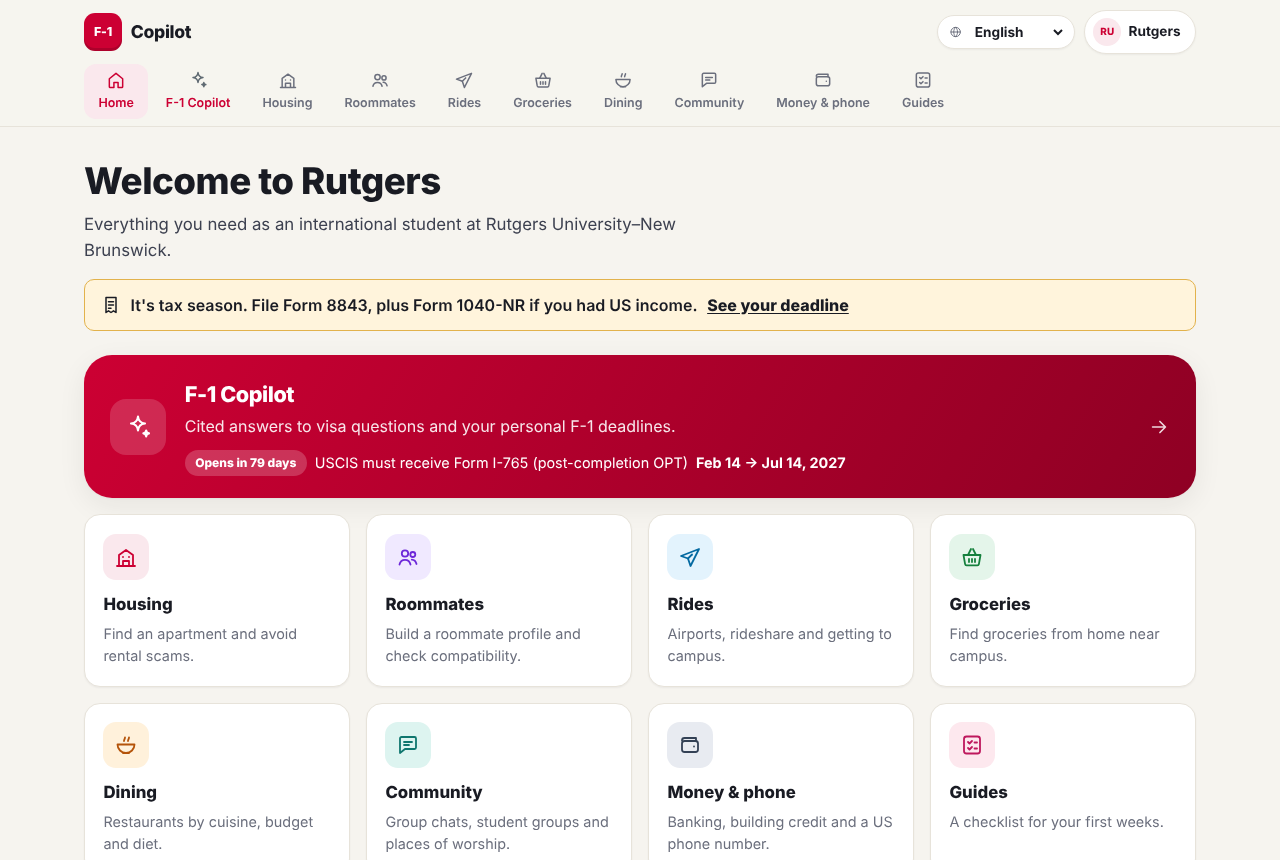 F-1
Copilot
English
RU
Rutgers
Home
F-1 Copilot
Housing
Roommates
Rides
Groceries
Dining
Community
Money & phone
Guides
Welcome to Rutgers
Everything you need as an international student at Rutgers University–New
Brunswick.
It's tax season. File Form 8843, plus Form 1040-NR if you had US income. See your deadline
F-1 Copilot
Cited answers to visa questions and your personal F-1 deadlines.
Opens in 79 days USCIS must receive Form I-765 (post-completion OPT) Feb 14 → Jul 14, 2027
Housing
Find an apartment and avoid
rental scams.
Roommates
Build a roommate profile and
check compatibility.
Rides
Airports, rideshare and getting to
campus.
Groceries
Find groceries from home near
campus.
Dining
Restaurants by cuisine, budget
and diet.
Community
Group chats, student groups and
places of worship.
Money & phone
Banking, building credit and a US
phone number.
Guides
A checklist for your first weeks.